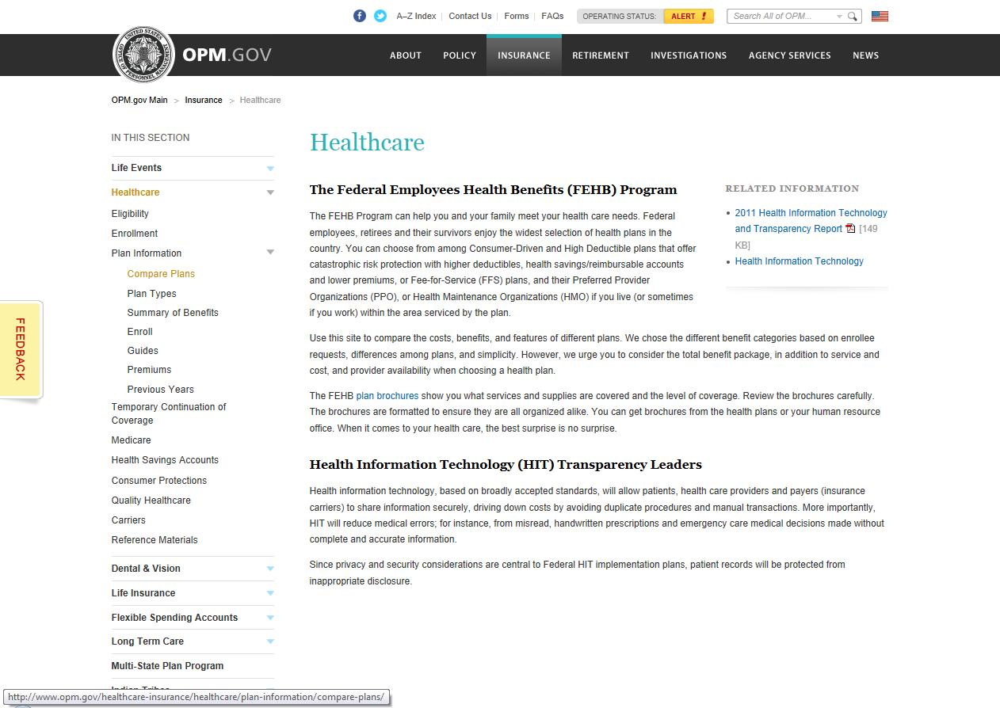 A–Z Index | Contact Us | Forms | FAQs OPERATING STATUS: ALERT ! Search All of OPM...
OPM.GOV ABOUT POLICY INSURANCE RETIREMENT INVESTIGATIONS AGENCY SERVICES NEWS
OPM.gov Main > Insurance > Healthcare
IN THIS SECTION
Life Events
Healthcare
Eligibility
Enrollment
Plan Information
Compare Plans
Plan Types
Summary of Benefits
Enroll
Guides
Premiums
Previous Years
Temporary Continuation of
Coverage
Medicare
Health Savings Accounts
Consumer Protections
Quality Healthcare
Carriers
Reference Materials
Dental & Vision
Life Insurance
Flexible Spending Accounts
Long Term Care
Multi-State Plan Program
FEEDBACK
Healthcare
The Federal Employees Health Benefits (FEHB) Program
The FEHB Program can help you and your family meet your health care needs. Federal
employees, retirees and their survivors enjoy the widest selection of health plans in the
country. You can choose from among Consumer-Driven and High Deductible plans that offer
catastrophic risk protection with higher deductibles, health savings/reimbursable accounts
and lower premiums, or Fee-for-Service (FFS) plans, and their Preferred Provider
Organizations (PPO), or Health Maintenance Organizations (HMO) if you live (or sometimes
if you work) within the area serviced by the plan.
Use this site to compare the costs, benefits, and features of different plans. We chose the different benefit categories based on enrollee
requests, differences among plans, and simplicity. However, we urge you to consider the total benefit package, in addition to service and
cost, and provider availability when choosing a health plan.
The FEHB plan brochures show you what services and supplies are covered and the level of coverage. Review the brochures carefully.
The brochures are formatted to ensure they are all organized alike. You can get brochures from the health plans or your human resource
office. When it comes to your health care, the best surprise is no surprise.
Health Information Technology (HIT) Transparency Leaders
Health information technology, based on broadly accepted standards, will allow patients, health care providers and payers (insurance
carriers) to share information securely, driving down costs by avoiding duplicate procedures and manual transactions. More importantly,
HIT will reduce medical errors; for instance, from misread, handwritten prescriptions and emergency care medical decisions made without
complete and accurate information.
Since privacy and security considerations are central to Federal HIT implementation plans, patient records will be protected from
inappropriate disclosure.
RELATED INFORMATION
• 2011 Health Information Technology
and Transparency Report [149
KB]
• Health Information Technology
http://www.opm.gov/healthcare-insurance/healthcare/plan-information/compare-plans/